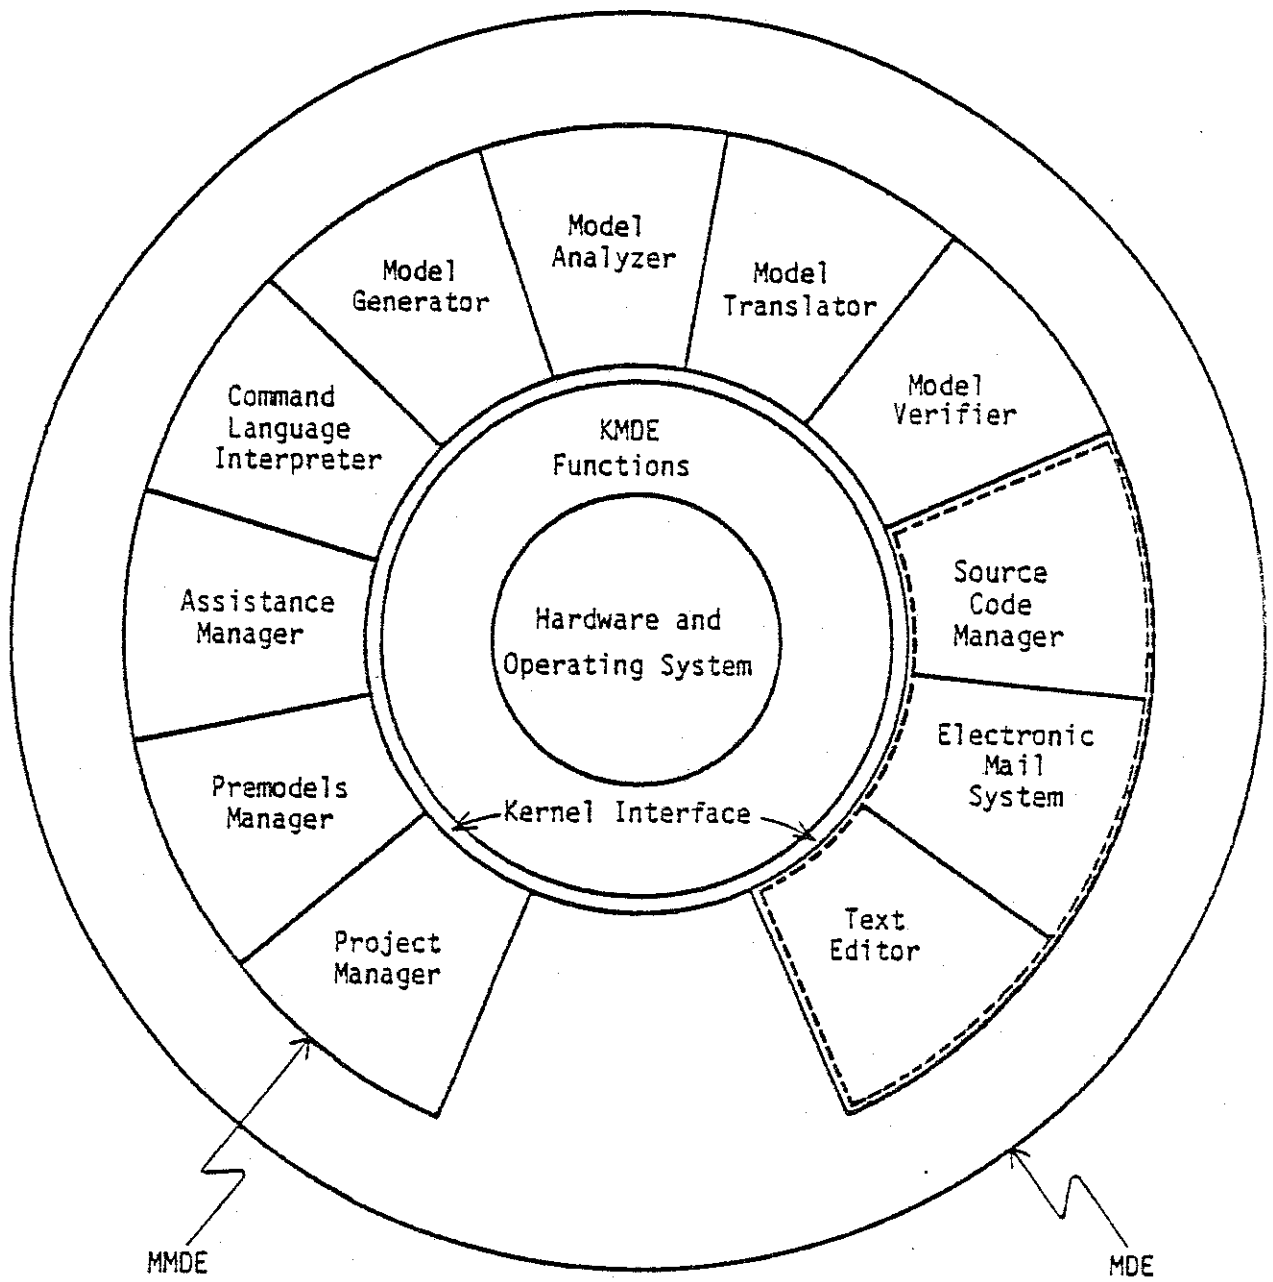 Model
Analyzer
Model
Generator
Model
Translator
Command
Language
Interpreter
Model
Verifier
KMDE
Functions
Assistance
Manager
Hardware and
Operating System
Source
Code
Manager
Premodels
Manager
Kernel Interface
Electronic
Mail
System
Project
Manager
Text
Editor
MMDE
MDE